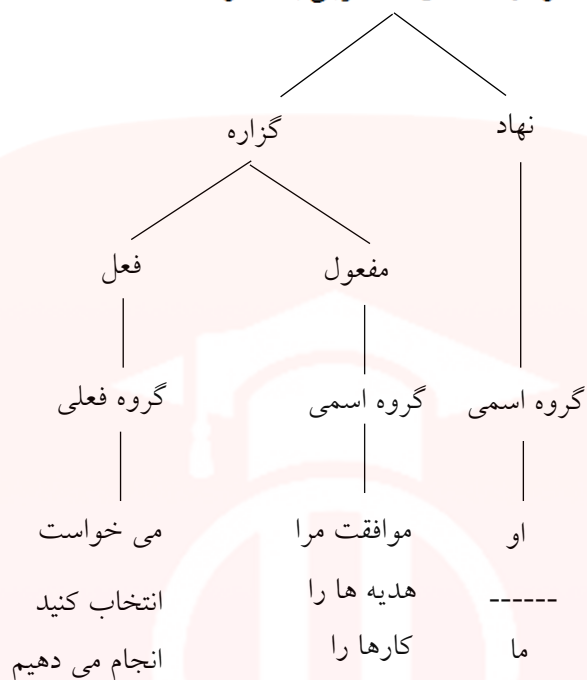 نهاد گزاره
مفعول فعل
گروه اسمی گروه اسمی گروه فعلی
او موافقت مرا می خواست
------ هدیه ها را انتخاب کنید
ما کارها را انجام می دهیم